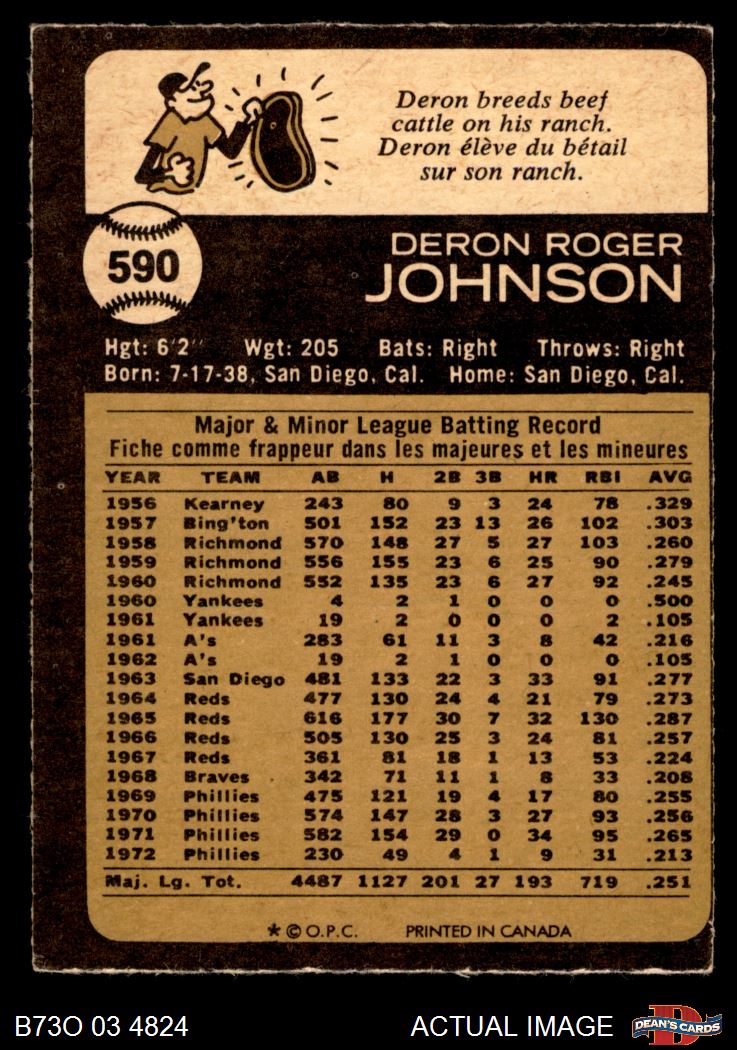 Deron breeds beef
cattle on his ranch.
Deron élève du bétail
sur son ranch.
590
DERON ROGER
JOHNSON
Hgt: 6'2" Wgt: 205 Bats: Right Throws: Right
Born: 7-17-38, San Diego, Cal. Home: San Diego, Cal.
Major & Minor League Batting Record
Fiche comme frappeur dans les majeures et les mineures
YEAR TEAM AB H 2B 3B HR RBI AVG
1956 Kearney 243 80 9 3 24 78 .329
1957 Bing'ton 501 152 23 13 26 102 .303
1958 Richmond 570 148 27 5 27 103 .260
1959 Richmond 556 155 23 6 25 90 .279
1960 Richmond 552 135 23 6 27 92 .245
1960 Yankees 4 2 1 0 0 0 .500
1961 Yankees 19 2 0 0 0 2 .105
1961 A's 283 61 11 3 8 42 .216
1962 A's 19 2 1 0 0 0 .105
1963 San Diego 481 133 22 3 33 91 .277
1964 Reds 477 130 24 4 21 79 .273
1965 Reds 616 177 30 7 32 130 .287
1966 Reds 505 130 25 3 24 81 .257
1967 Reds 361 81 18 1 13 53 .224
1968 Braves 342 71 11 1 8 33 .208
1969 Phillies 475 121 19 4 17 80 .255
1970 Phillies 574 147 28 3 27 93 .256
1971 Phillies 582 154 29 0 34 95 .265
1972 Phillies 230 49 4 1 9 31 .213
Maj. Lg. Tot. 4487 1127 201 27 193 719 .251
* © O.P.C. PRINTED IN CANADA
B73O 03 4824 ACTUAL IMAGE DEAN'S CARDS